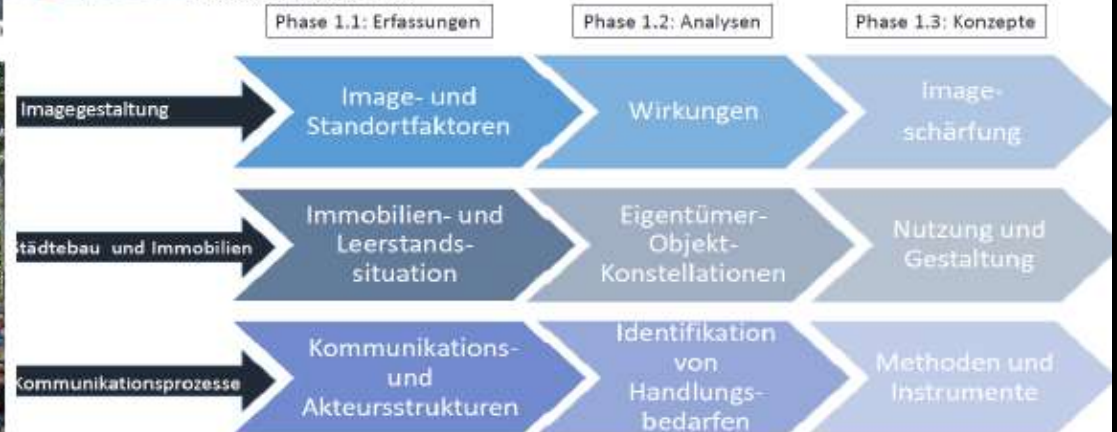 Phase 1.1: Erfassungen
Phase 1.2: Analysen
Phase 1.3: Konzepte
Imagegestaltung
Image- und
Standortfaktoren
Wirkungen
Image-
schärfung
Städtebau und Immobilien
Immobilien- und
Leerstands-
situation
Eigentümer-
Objekt-
Konstellationen
Nutzung und
Gestaltung
Kommunikationsprozesse
Kommunikations-
und
Akteursstrukturen
Identifikation
von
Handlungs-
bedarfen
Methoden und
Instrumente